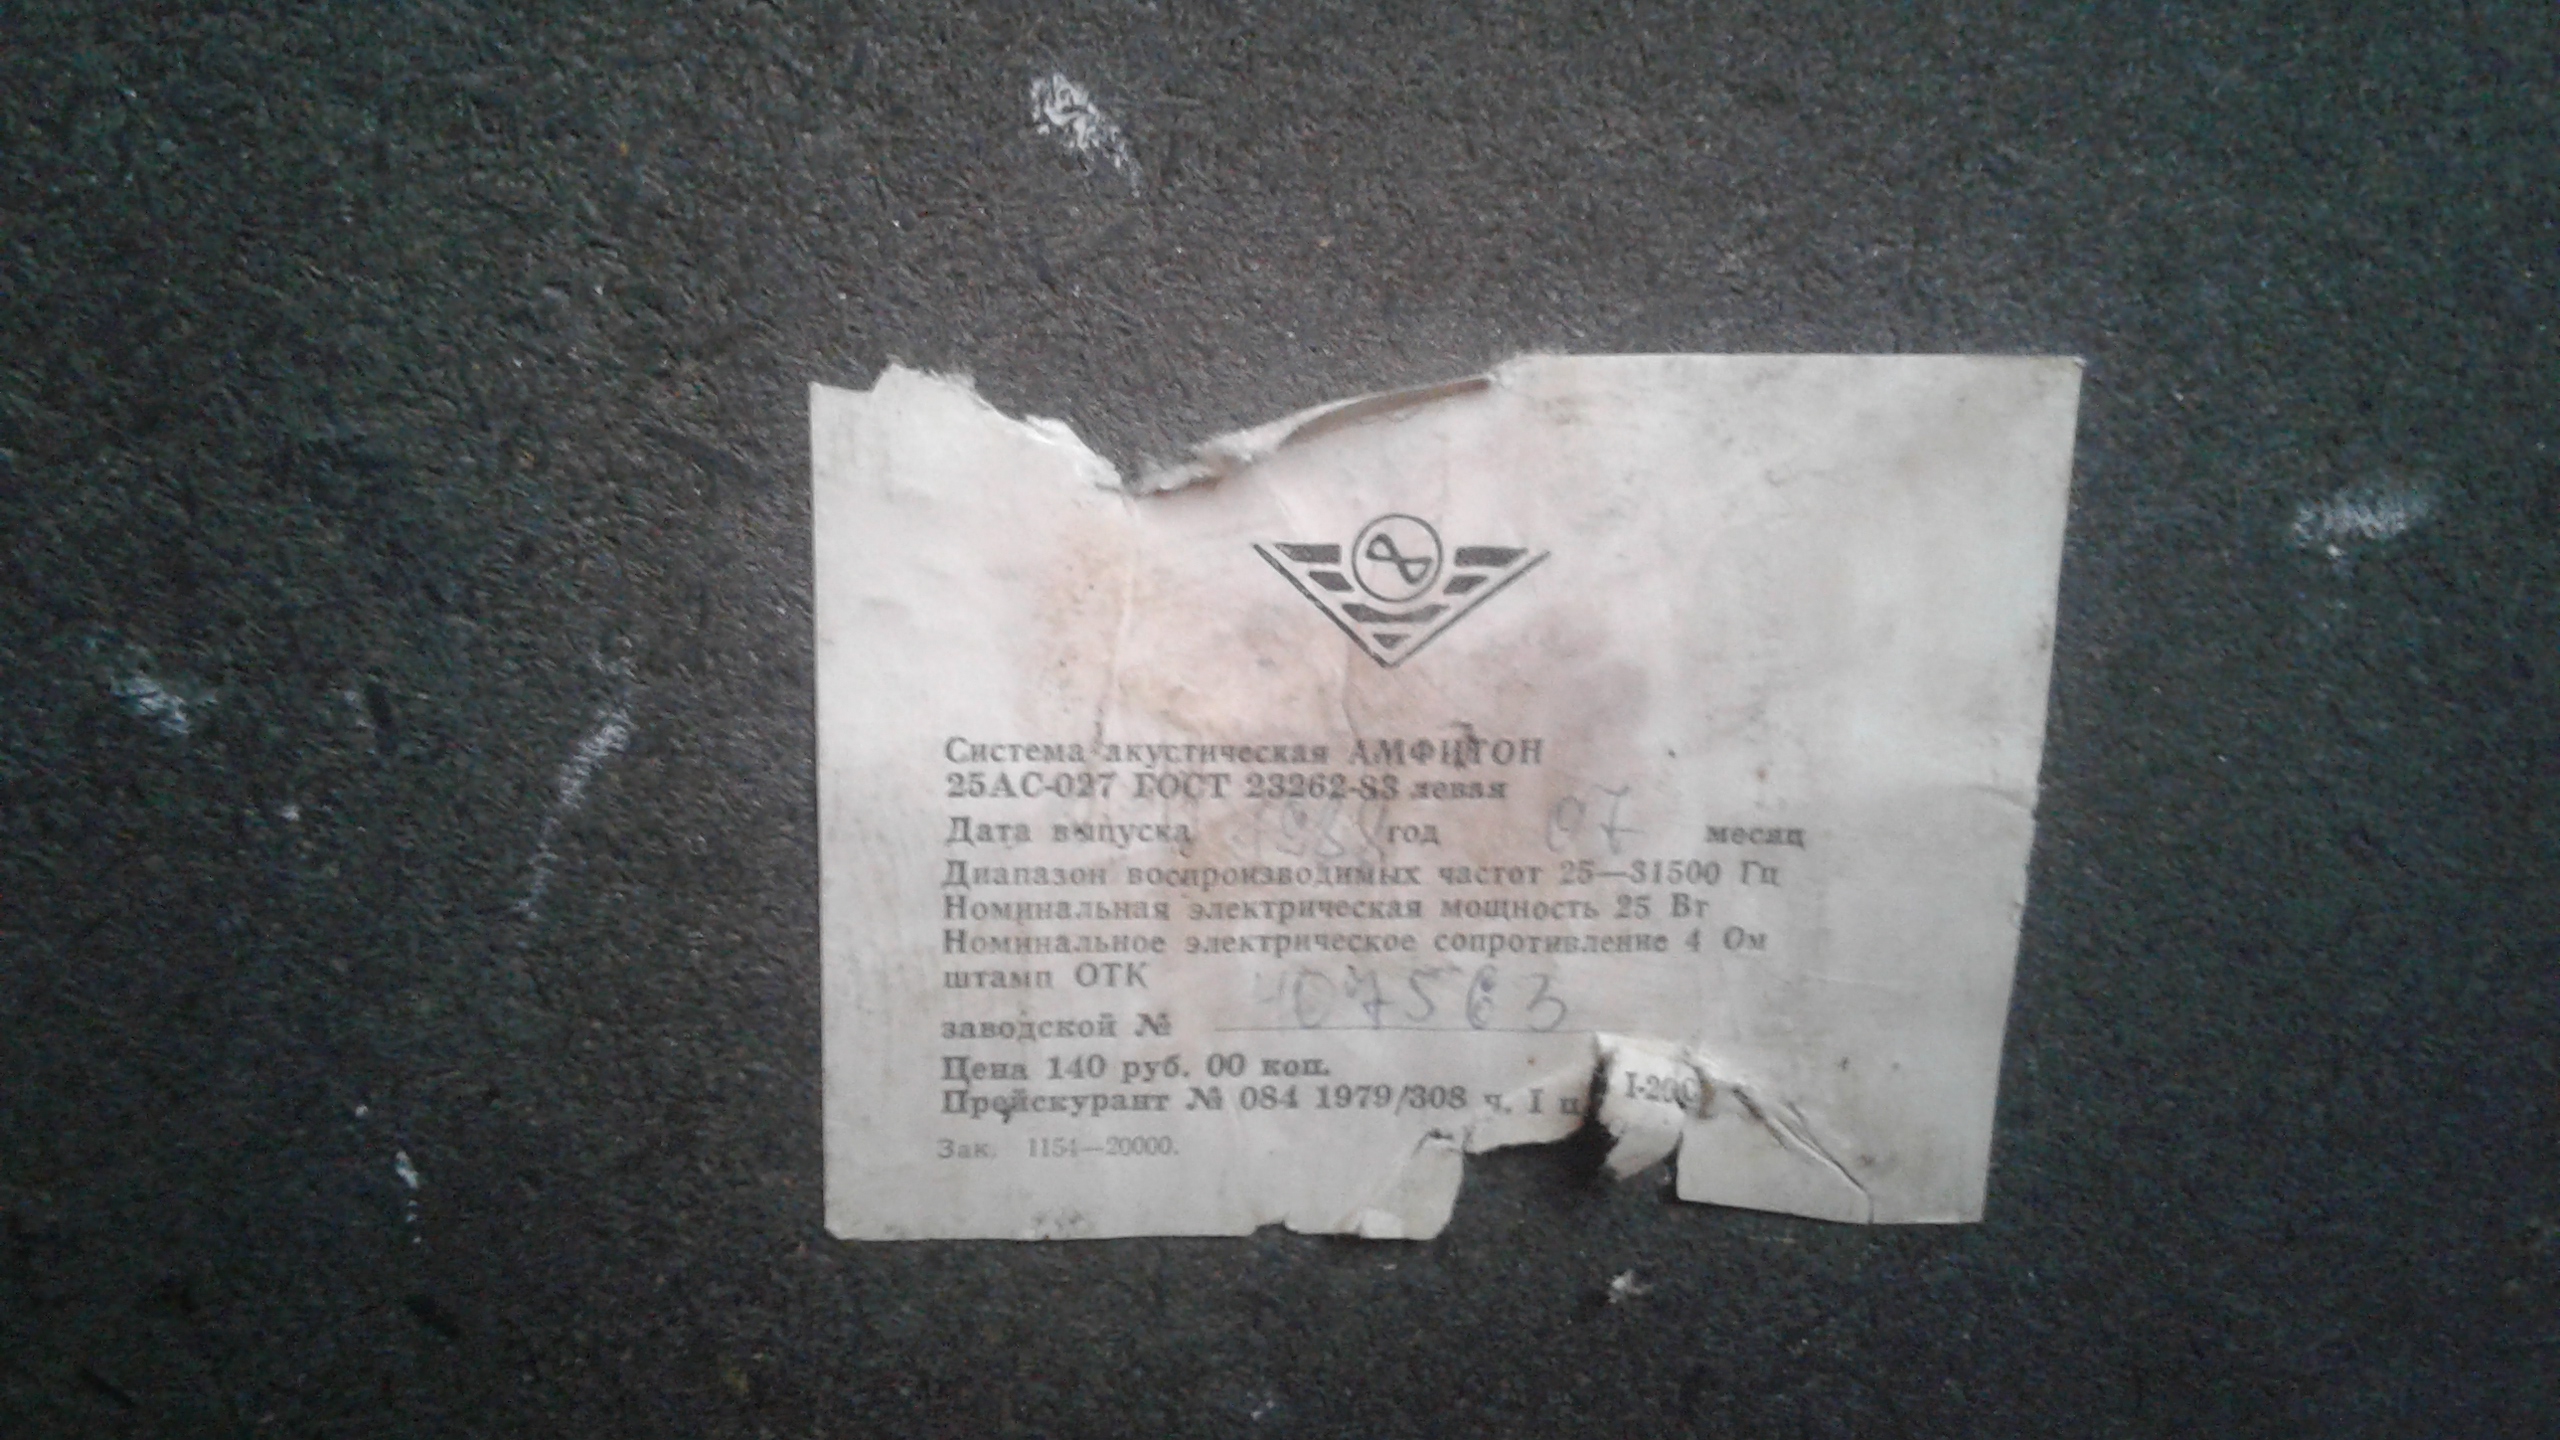 Система акустическая АМФИТОН
25АС-027 ГОСТ 23262-83 левая
Дата выпуска год 07 месяц
Диапазон воспроизводимых частот 25—31500 Гц
Номинальная электрическая мощность 25 Вт
Номинальное электрическое сопротивление 4 Ом
штамп ОТК
заводской № 407563
Цена 140 руб. 00 коп.
Прейскурант № 084 1979/308 ч. I
Зак. 1154—20000.